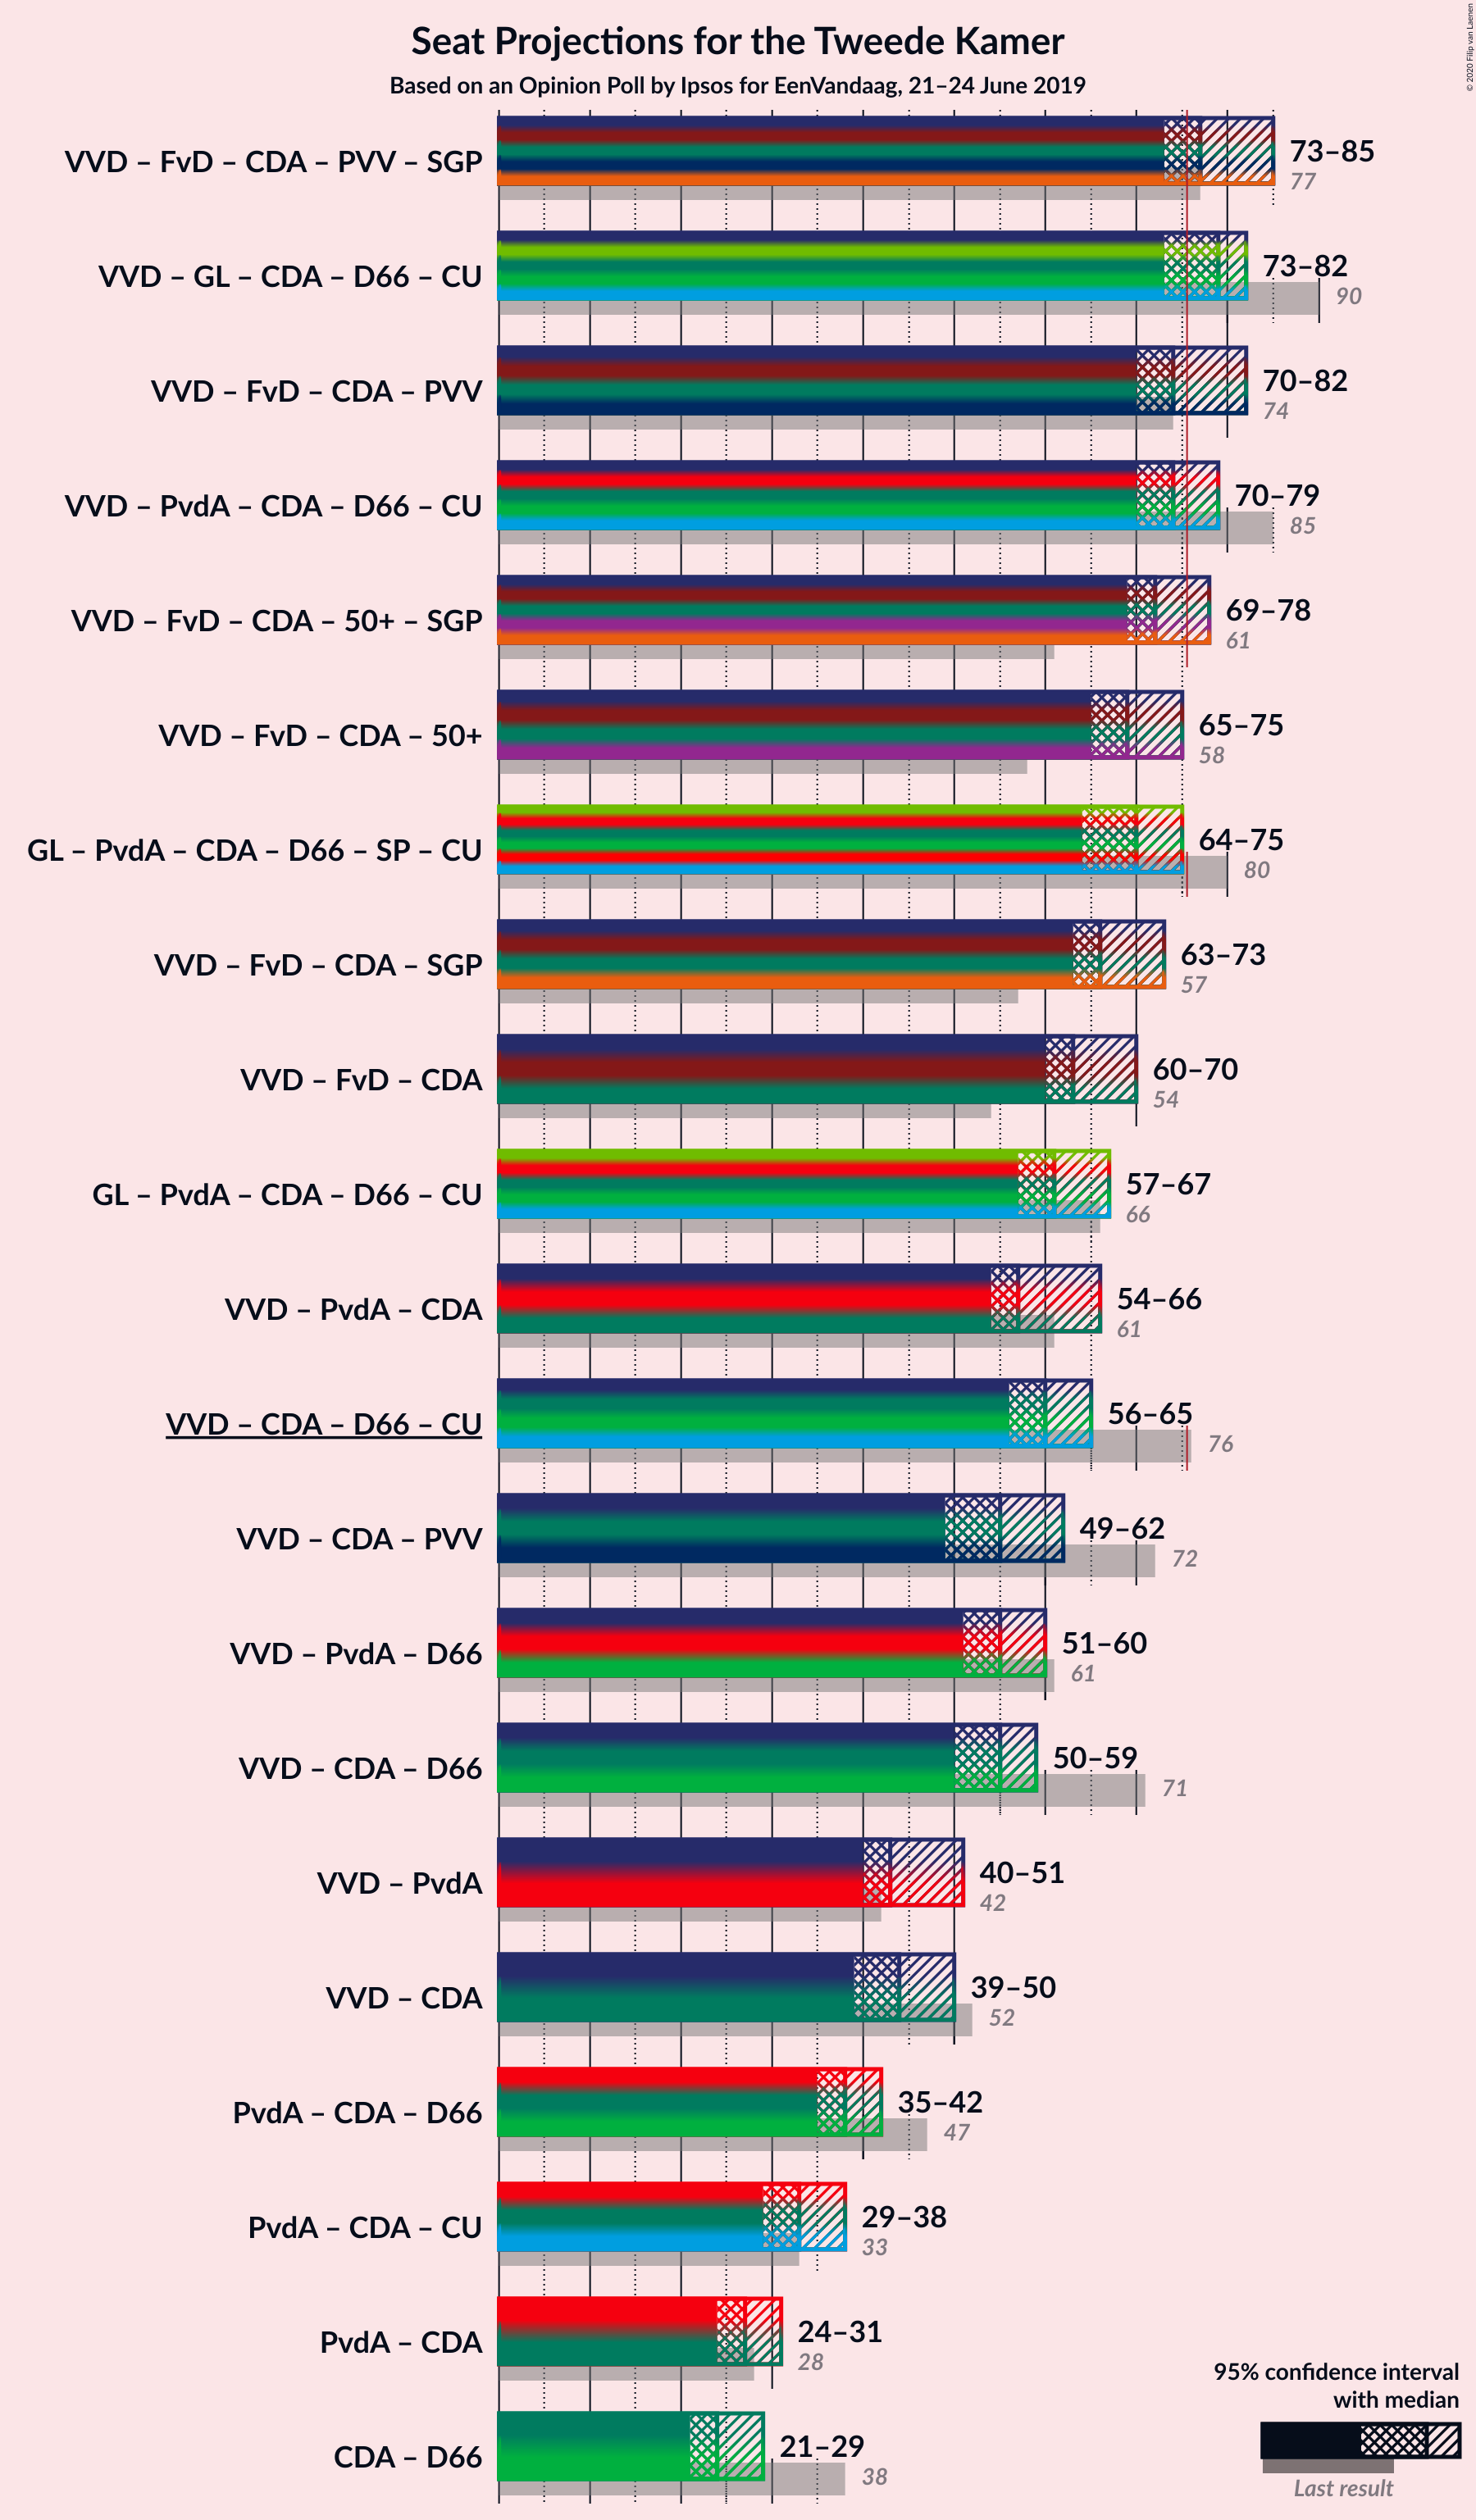 Seat Projections for the Tweede Kamer
Based on an Opinion Poll by Ipsos for EenVandaag, 21–24 June 2019
© 2020 Filip van Laenen
VVD – FvD – CDA – PVV – SGP
73–85
77
VVD – GL – CDA – D66 – CU
73–82
90
VVD – FvD – CDA – PVV
70–82
74
VVD – PvdA – CDA – D66 – CU
70–79
85
VVD – FvD – CDA – 50+ – SGP
69–78
61
VVD – FvD – CDA – 50+
65–75
58
GL – PvdA – CDA – D66 – SP – CU
64–75
80
VVD – FvD – CDA – SGP
63–73
57
VVD – FvD – CDA
60–70
54
GL – PvdA – CDA – D66 – CU
57–67
66
VVD – PvdA – CDA
54–66
61
VVD – CDA – D66 – CU
56–65
76
VVD – CDA – PVV
49–62
72
VVD – PvdA – D66
51–60
61
VVD – CDA – D66
50–59
71
VVD – PvdA
40–51
42
VVD – CDA
39–50
52
PvdA – CDA – D66
35–42
47
PvdA – CDA – CU
29–38
33
PvdA – CDA
24–31
28
CDA – D66
21–29
38
95% confidence interval
with median
Last result